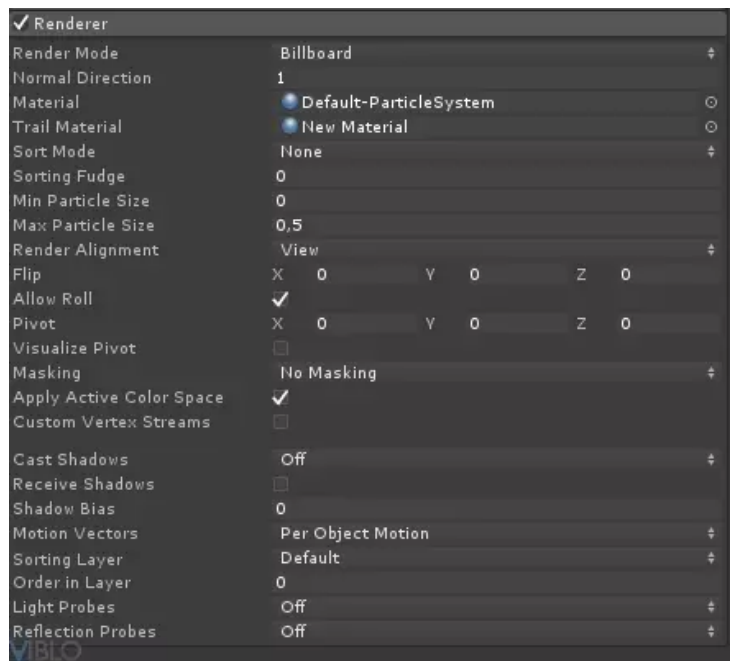 Renderer
Render Mode Billboard
Normal Direction 1
Material Default-ParticleSystem
Trail Material New Material
Sort Mode None
Sorting Fudge 0
Min Particle Size 0
Max Particle Size 0,5
Render Alignment View
Flip X 0 Y 0 Z 0
Allow Roll
Pivot X 0 Y 0 Z 0
Visualize Pivot
Masking No Masking
Apply Active Color Space
Custom Vertex Streams
Cast Shadows Off
Receive Shadows
Shadow Bias 0
Motion Vectors Per Object Motion
Sorting Layer Default
Order in Layer 0
Light Probes Off
Reflection Probes Off
VIBLO